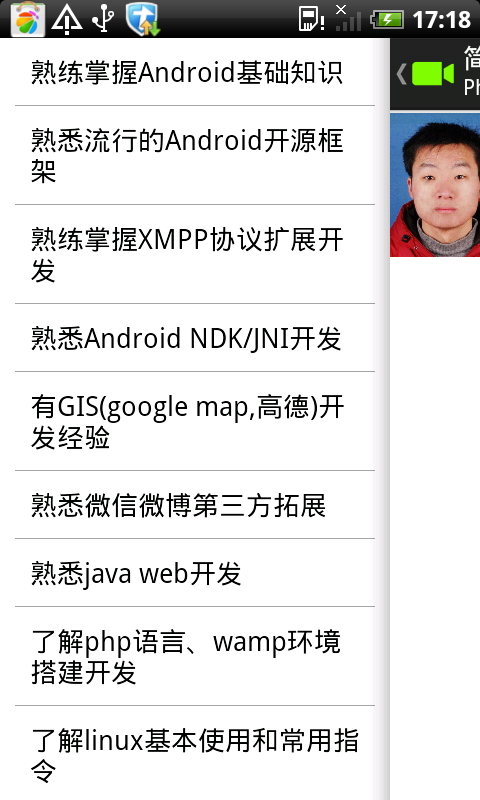 17:18
熟练掌握Android基础知识
熟悉流行的Android开源框
架
熟练掌握XMPP协议扩展开
发
熟悉Android NDK/JNI开发
有GIS(google map,高德)开
发经验
熟悉微信微博第三方拓展
熟悉java web开发
了解php语言、wamp环境
搭建开发
了解linux基本使用和常用指
令
简
Ph